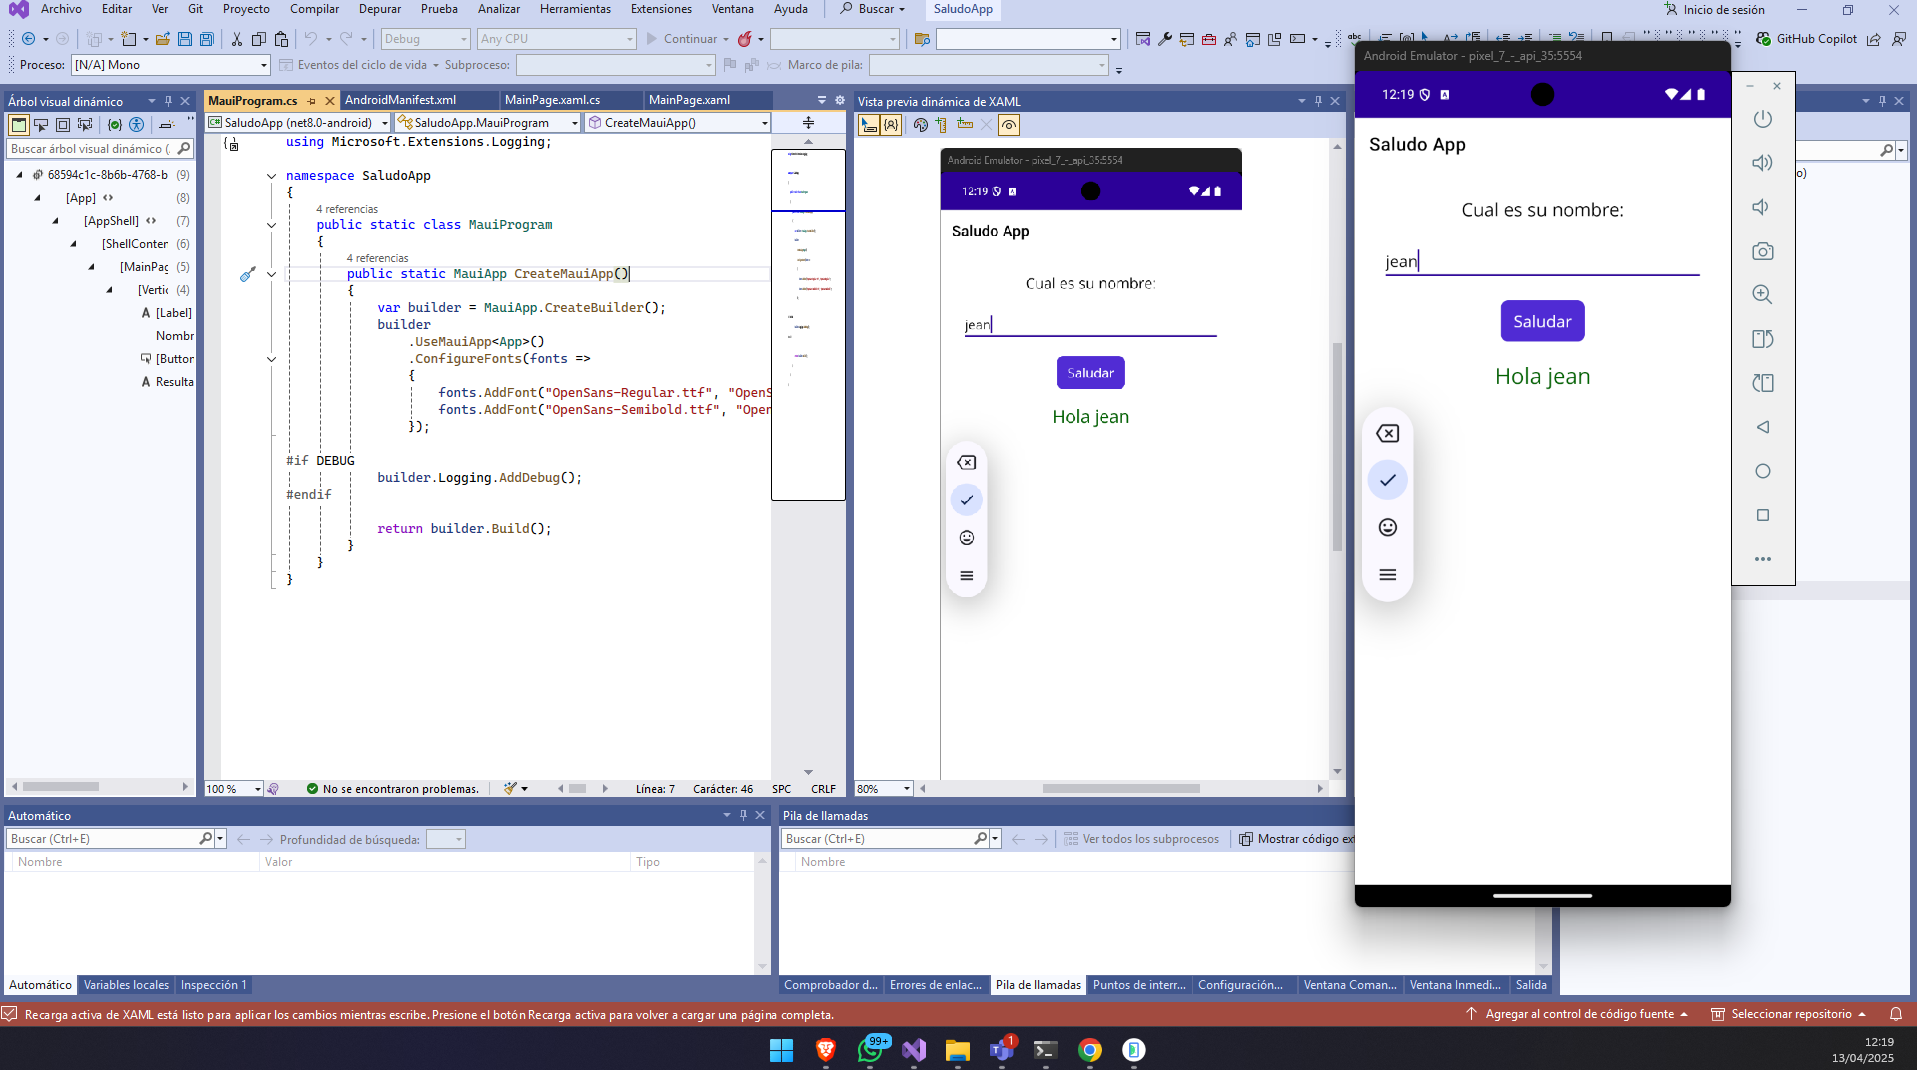 Archivo Editar Ver Git Proyecto Compilar Depurar Prueba Analizar Herramientas Extensiones Ventana Ayuda Buscar SaludoApp Inicio de sesión
Debug Any CPU Continuar GitHub Copilot
Proceso: [N/A] Mono Eventos del ciclo de vida Subproceso: Marco de pila:
Árbol visual dinámico
Buscar árbol visual dinámico (
68594c1c-8b6b-4768-b (9)
[App] (8)
[AppShell] (7)
[ShellConter (6)
[MainPag (5)
[Vertic (4)
[Label]
Nombr
[Button
Resulta
MauiProgram.cs AndroidManifest.xml MainPage.xaml.cs MainPage.xaml
SaludoApp (net8.0-android) SaludoApp.MauiProgram CreateMauiApp()
using Microsoft.Extensions.Logging;
namespace SaludoApp
{
4 referencias
public static class MauiProgram
{
4 referencias
public static MauiApp CreateMauiApp()
{
var builder = MauiApp.CreateBuilder();
builder
.UseMauiApp<App>()
.ConfigureFonts(fonts =>
{
fonts.AddFont("OpenSans-Regular.ttf", "OpenS
fonts.AddFont("OpenSans-Semibold.ttf", "Open
});
#if DEBUG
builder.Logging.AddDebug();
#endif
return builder.Build();
}
}
}
100 % No se encontraron problemas. Línea: 7 Carácter: 46 SPC CRLF
Vista previa dinámica de XAML
Android Emulator - pixel_7_-_api_35:5554
12:19
Saludo App
Cual es su nombre:
jean
Saludar
Hola jean
80%
Android Emulator - pixel_7_-_api_35:5554
12:19
Saludo App
Cual es su nombre:
jean
Saludar
Hola jean
o)
Automático
Buscar (Ctrl+E) Profundidad de búsqueda:
Nombre Valor Tipo
Automático Variables locales Inspección 1
Pila de llamadas
Buscar (Ctrl+E) Ver todos los subprocesos Mostrar código ext
Nombre
Comprobador d... Errores de enlac... Pila de llamadas Puntos de interr... Configuración... Ventana Coman... Ventana Inmedi... Salida
Recarga activa de XAML está listo para aplicar los cambios mientras escribe. Presione el botón Recarga activa para volver a cargar una página completa. Agregar al control de código fuente Seleccionar repositorio
99+
1
12:19
13/04/2025